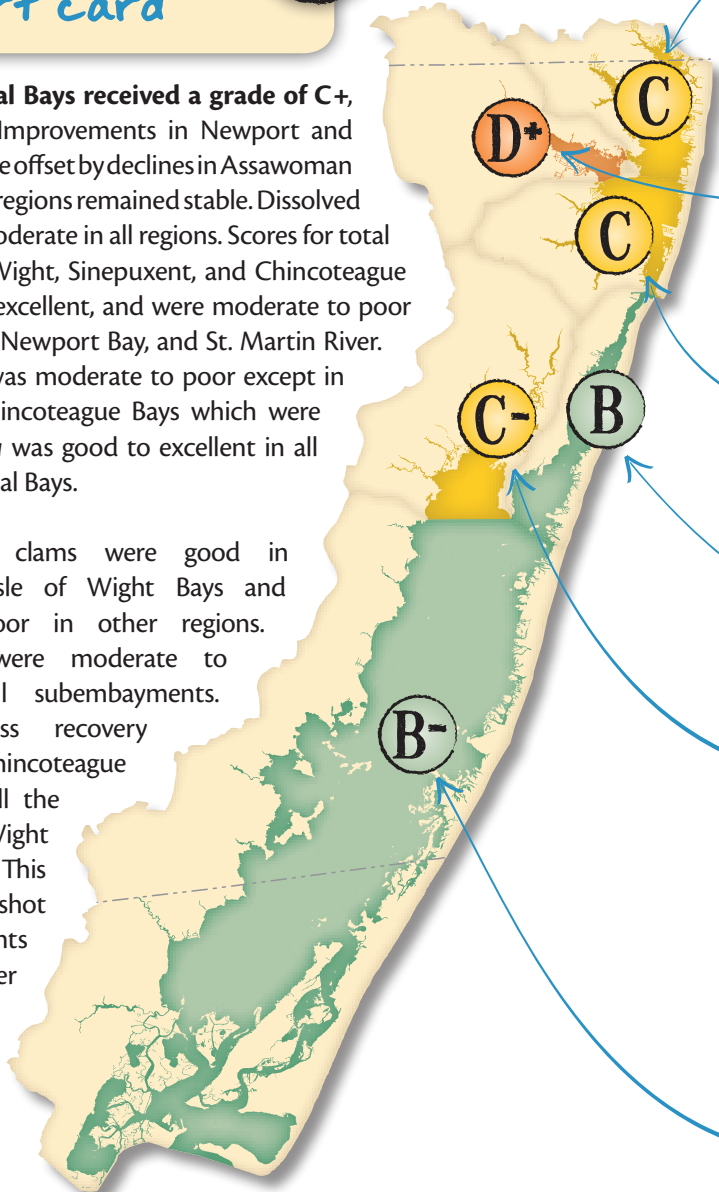 card
al Bays received a grade of C+,
Improvements in Newport and
e offset by declines in Assawoman
regions remained stable. Dissolved
oderate in all regions. Scores for total
Wight, Sinepuxent, and Chincoteague
excellent, and were moderate to poor
Newport Bay, and St. Martin River.
was moderate to poor except in
incoteague Bays which were
was good to excellent in all
al Bays.
clams were good in
sle of Wight Bays and
oor in other regions.
were moderate to
l subembayments.
ss recovery
hincoteague
ll the
Wight
This
shot
nts
er
C
D+
C
C-
B
B-